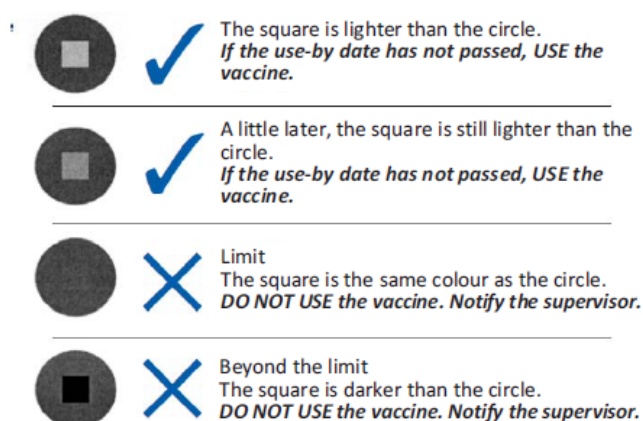 The square is lighter than the circle.
If the use-by date has not passed, USE the
vaccine.
A little later, the square is still lighter than the
circle.
If the use-by date has not passed, USE the
vaccine.
Limit
The square is the same colour as the circle.
DO NOT USE the vaccine. Notify the supervisor.
Beyond the limit
The square is darker than the circle.
DO NOT USE the vaccine. Notify the supervisor.